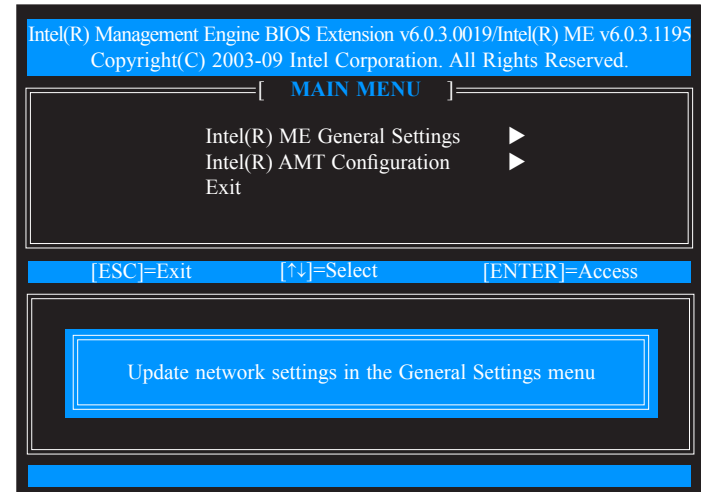 Intel(R) Management Engine BIOS Extension v6.0.3.0019/Intel(R) ME v6.0.3.1195
Copyright(C) 2003-09 Intel Corporation. All Rights Reserved.
[ MAIN MENU ]
Intel(R) ME General Settings ▶
Intel(R) AMT Configuration ▶
Exit
[ESC]=Exit [↑↓]=Select [ENTER]=Access
Update network settings in the General Settings menu